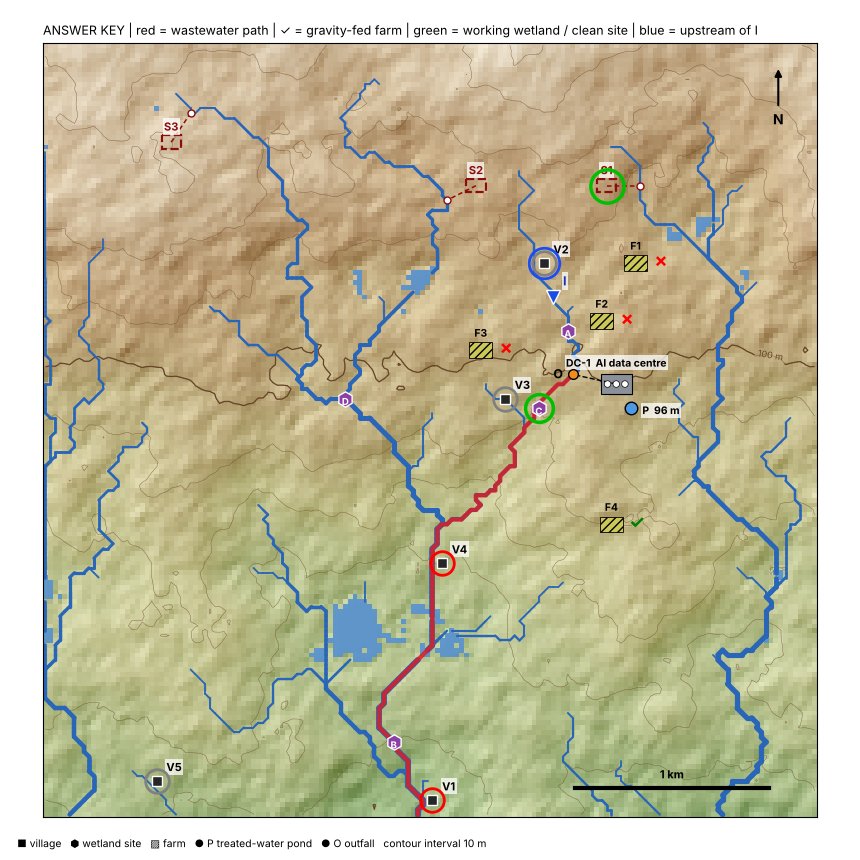 ANSWER KEY | red = wastewater path | ✓ = gravity-fed farm | green = working wetland / clean site | blue = upstream of I
N
S3
S2
S1
V2
F1
I
F2
A
F3
100 m
DC-1 AI data centre
O
V3
D
C
P 96 m
F4
V4
B
V5
1 km
V1
village wetland site farm P treated-water pond O outfall contour interval 10 m